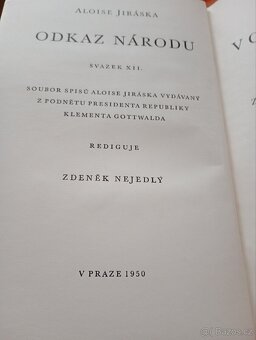 ALOISE JIRÁSKA
ODKAZ NÁRODU
SVAZEK XII.
SOUBOR SPISŮ ALOISE JIRÁSKA VYDÁVANÝ
Z PODNĚTU PRESIDENTA REPUBLIKY
KLEMENTA GOTTWALDA
REDIGUJE
ZDENĚK NEJEDLÝ
V PRAZE 1950
V